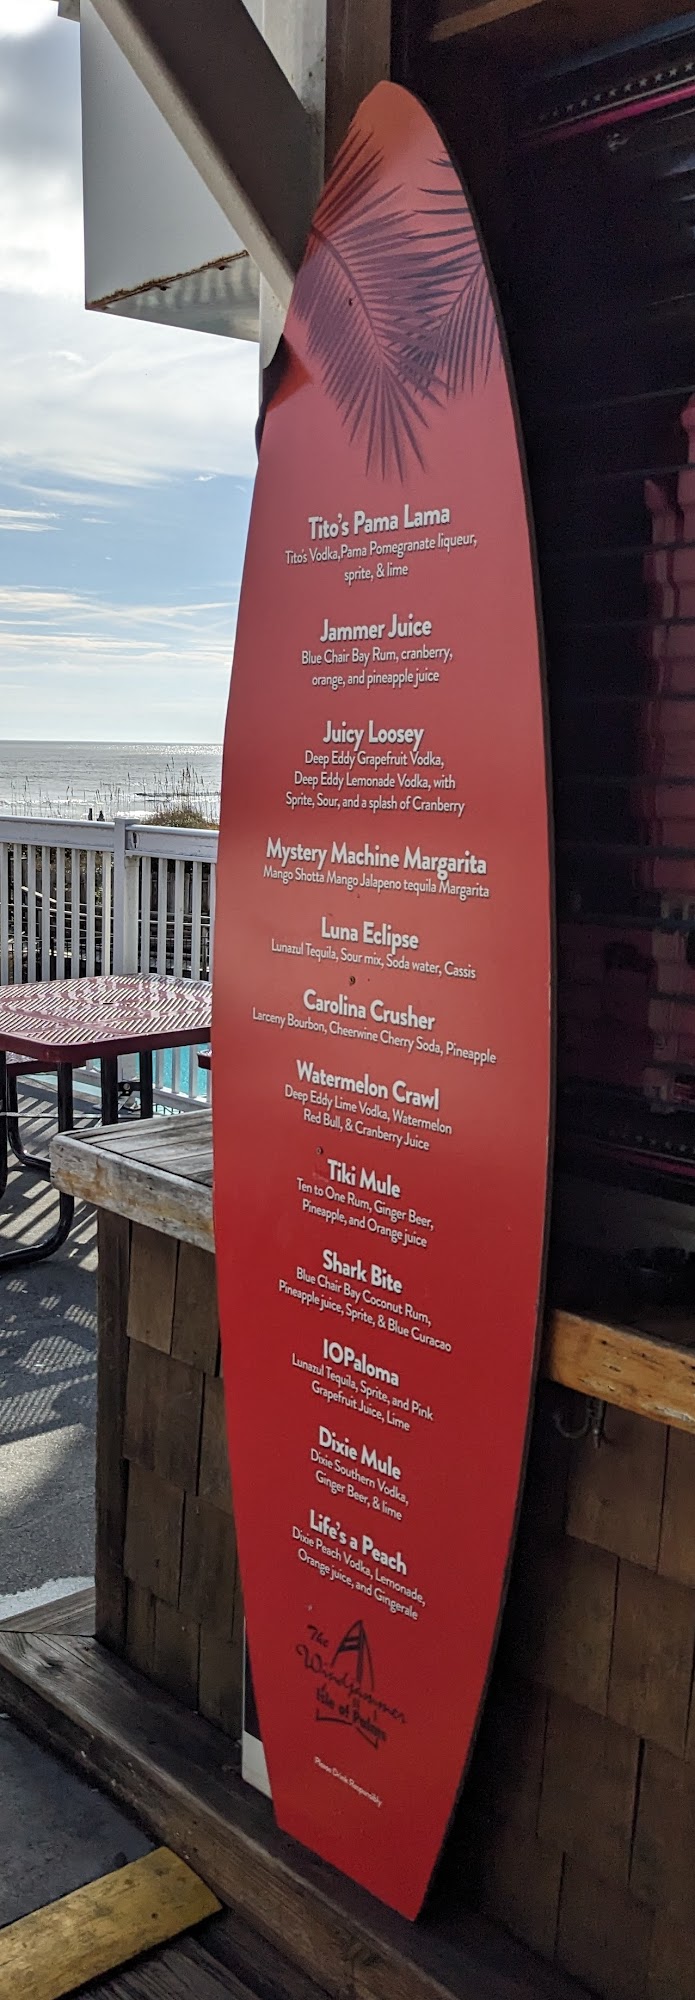 Tito's Pama Lama
Tito's Vodka,Pama Pomegranate liqueur,
sprite, & lime
Jammer Juice
Blue Chair Bay Rum, cranberry,
orange, and pineapple juice
Juicy Loosey
Deep Eddy Grapefruit Vodka,
Deep Eddy Lemonade Vodka, with
Sprite, Sour, and a splash of Cranberry
Mystery Machine Margarita
Mango Shotta Mango Jalapeno tequila Margarita
Luna Eclipse
Lunazul Tequila, Sour mix, Soda water, Cassis
Carolina Crusher
Larceny Bourbon, Cheerwine Cherry Soda, Pineapple
Watermelon Crawl
Deep Eddy Lime Vodka, Watermelon
Red Bull, & Cranberry Juice
Tiki Mule
Ten to One Rum, Ginger Beer,
Pineapple, and Orange juice
Shark Bite
Blue Chair Bay Coconut Rum,
Pineapple juice, Sprite, & Blue Curacao
IOPaloma
Lunazul Tequila, Sprite, and Pink
Grapefruit Juice, Lime
Dixie Mule
Dixie Southern Vodka,
Ginger Beer, & lime
Life's a Peach
Dixie Peach Vodka, Lemonade,
Orange juice, and Gingerale
The
Windjammer
Isle of Palms
Please Drink Responsibly